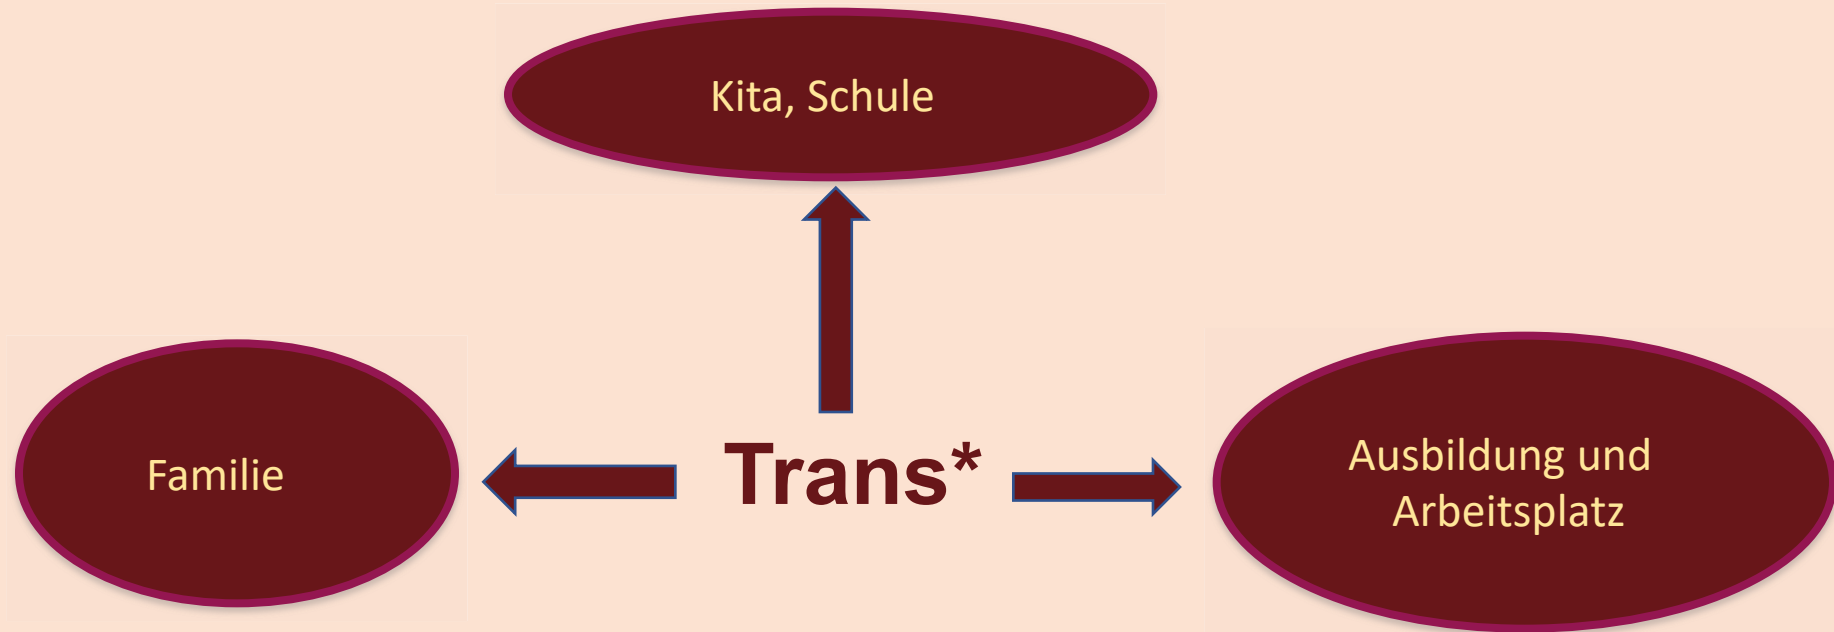 Kita, Schule
Familie
Trans*
Ausbildung und
Arbeitsplatz